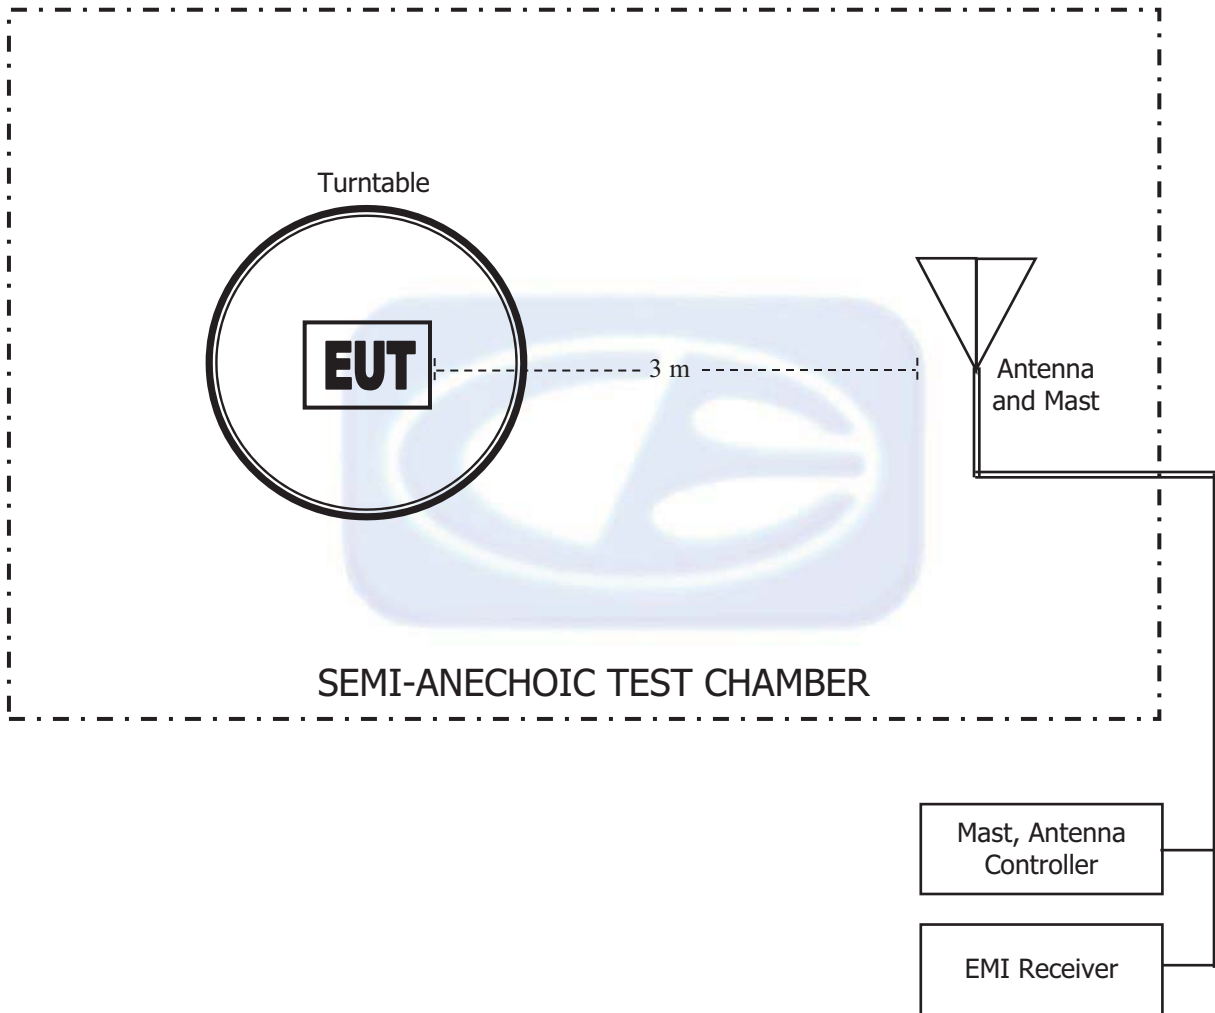 Turntable
EUT
3 m
Antenna
and Mast
SEMI-ANECHOIC TEST CHAMBER
Mast, Antenna
Controller
EMI Receiver